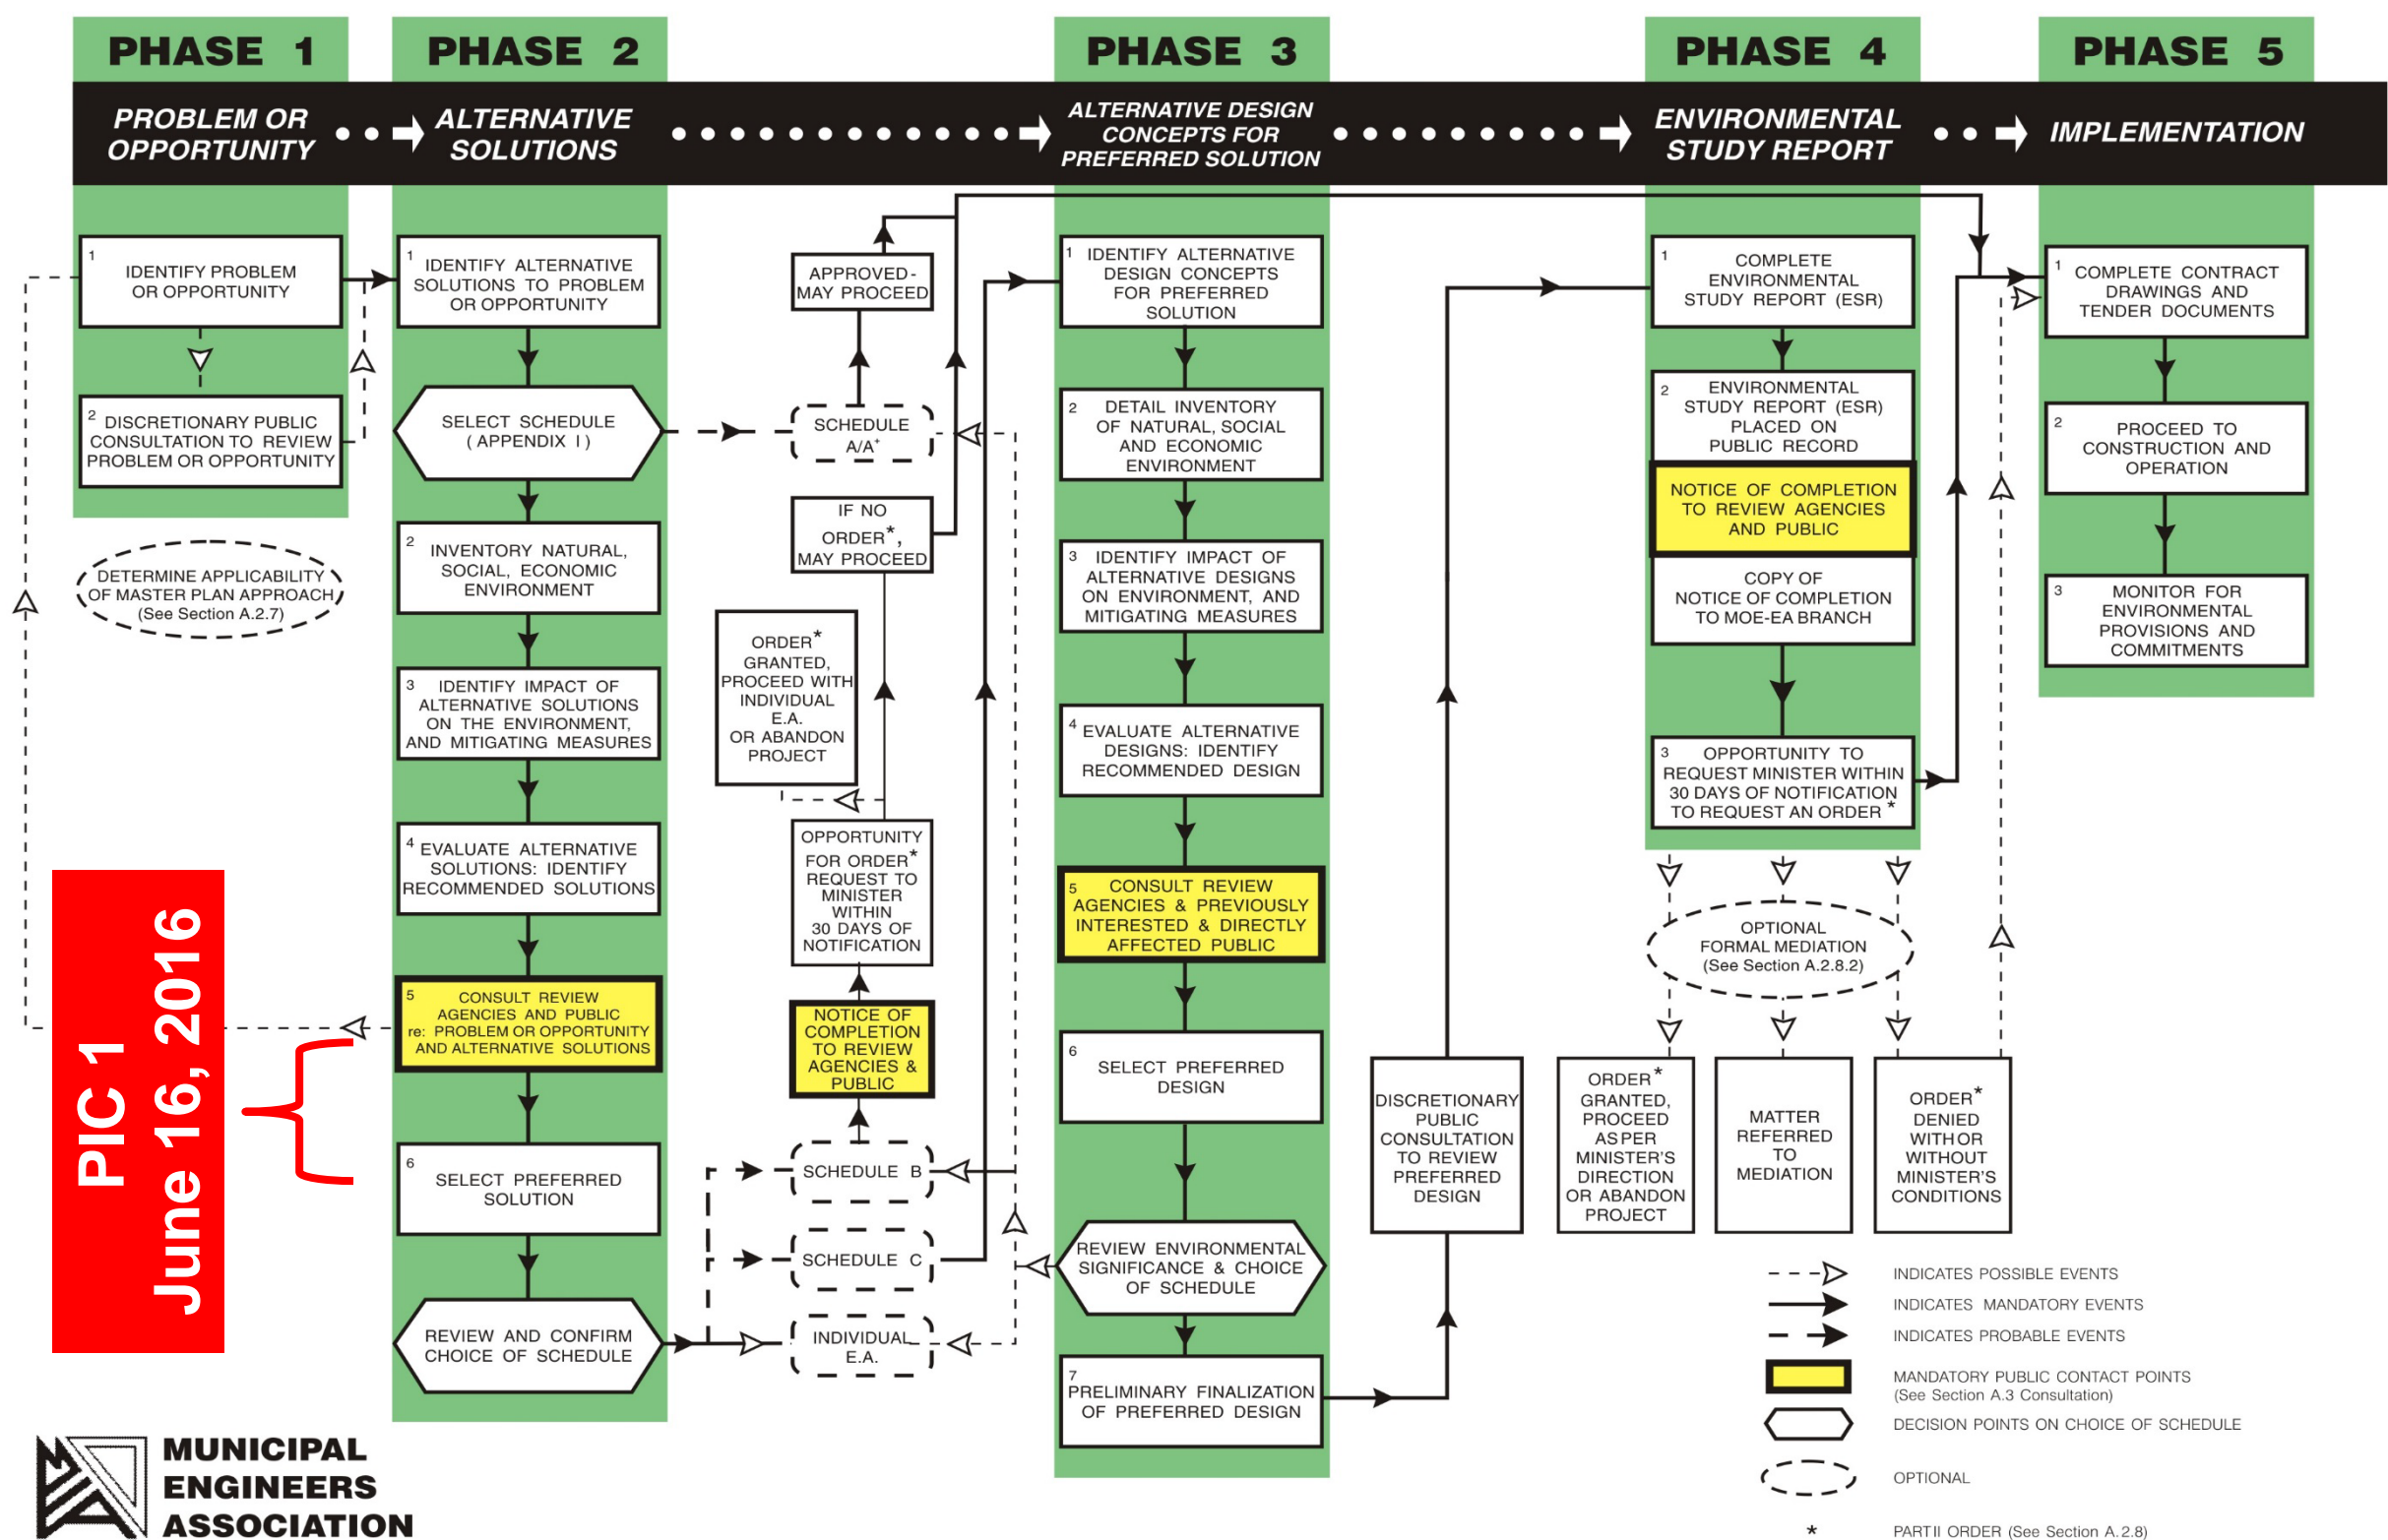 PHASE 1
PHASE 2
PHASE 3
PHASE 4
PHASE 5
PROBLEM OR
OPPORTUNITY
ALTERNATIVE
SOLUTIONS
ALTERNATIVE DESIGN
CONCEPTS FOR
PREFERRED SOLUTION
ENVIRONMENTAL
STUDY REPORT
IMPLEMENTATION
1
IDENTIFY PROBLEM
OR OPPORTUNITY
2 DISCRETIONARY PUBLIC
CONSULTATION TO REVIEW
PROBLEM OR OPPORTUNITY
DETERMINE APPLICABILITY
OF MASTER PLAN APPROACH
(See Section A.2.7)
PIC 1
June 16, 2016
1 IDENTIFY ALTERNATIVE
SOLUTIONS TO PROBLEM
OR OPPORTUNITY
SELECT SCHEDULE
( APPENDIX I )
2
INVENTORY NATURAL,
SOCIAL, ECONOMIC
ENVIRONMENT
3 IDENTIFY IMPACT OF
ALTERNATIVE SOLUTIONS
ON THE ENVIRONMENT,
AND MITIGATING MEASURES
4 EVALUATE ALTERNATIVE
SOLUTIONS: IDENTIFY
RECOMMENDED SOLUTIONS
5 CONSULT REVIEW
AGENCIES AND PUBLIC
re: PROBLEM OR OPPORTUNITY
AND ALTERNATIVE SOLUTIONS
6
SELECT PREFERRED
SOLUTION
REVIEW AND CONFIRM
CHOICE OF SCHEDULE
APPROVED-
MAY PROCEED
SCHEDULE
A/A+
IF NO
ORDER*,
MAY PROCEED
ORDER*
GRANTED,
PROCEED WITH
INDIVIDUAL
E.A.
OR ABANDON
PROJECT
OPPORTUNITY
FOR ORDER*
REQUEST TO
MINISTER
WITHIN
30 DAYS OF
NOTIFICATION
NOTICE OF
COMPLETION
TO REVIEW
AGENCIES &
PUBLIC
SCHEDULE B
SCHEDULE C
INDIVIDUAL
E.A.
1 IDENTIFY ALTERNATIVE
DESIGN CONCEPTS
FOR PREFERRED
SOLUTION
2 DETAIL INVENTORY
OF NATURAL, SOCIAL
AND ECONOMIC
ENVIRONMENT
3 IDENTIFY IMPACT OF
ALTERNATIVE DESIGNS
ON ENVIRONMENT, AND
MITIGATING MEASURES
4 EVALUATE ALTERNATIVE
DESIGNS: IDENTIFY
RECOMMENDED DESIGN
5 CONSULT REVIEW
AGENCIES & PREVIOUSLY
INTERESTED & DIRECTLY
AFFECTED PUBLIC
6
SELECT PREFERRED
DESIGN
REVIEW ENVIRONMENTAL
SIGNIFICANCE & CHOICE
OF SCHEDULE
7
PRELIMINARY FINALIZATION
OF PREFERRED DESIGN
DISCRETIONARY
PUBLIC
CONSULTATION
TO REVIEW
PREFERRED
DESIGN
1 COMPLETE
ENVIRONMENTAL
STUDY REPORT (ESR)
2 ENVIRONMENTAL
STUDY REPORT (ESR)
PLACED ON
PUBLIC RECORD
NOTICE OF COMPLETION
TO REVIEW AGENCIES
AND PUBLIC
COPY OF
NOTICE OF COMPLETION
TO MOE-EA BRANCH
3 OPPORTUNITY TO
REQUEST MINISTER WITHIN
30 DAYS OF NOTIFICATION
TO REQUEST AN ORDER *
OPTIONAL
FORMAL MEDIATION
(See Section A.2.8.2)
ORDER*
GRANTED,
PROCEED
AS PER
MINISTER'S
DIRECTION
OR ABANDON
PROJECT
MATTER
REFERRED
TO
MEDIATION
ORDER*
DENIED
WITH OR
WITHOUT
MINISTER'S
CONDITIONS
1 COMPLETE CONTRACT
DRAWINGS AND
TENDER DOCUMENTS
2 PROCEED TO
CONSTRUCTION AND
OPERATION
3 MONITOR FOR
ENVIRONMENTAL
PROVISIONS AND
COMMITMENTS
INDICATES POSSIBLE EVENTS
INDICATES MANDATORY EVENTS
INDICATES PROBABLE EVENTS
MANDATORY PUBLIC CONTACT POINTS
(See Section A.3 Consultation)
DECISION POINTS ON CHOICE OF SCHEDULE
OPTIONAL
* PART II ORDER (See Section A.2.8)
MEA
MUNICIPAL
ENGINEERS
ASSOCIATION